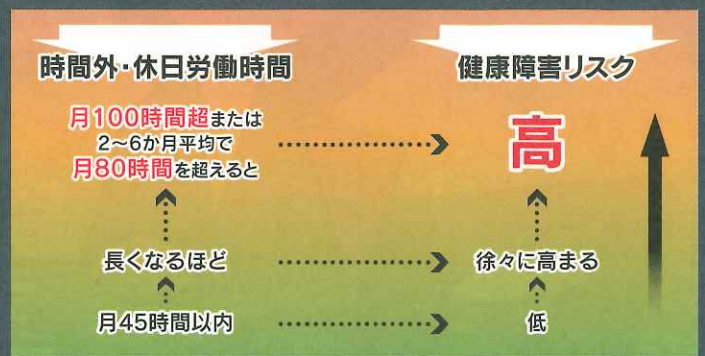 時間外・休日労働時間
健康障害リスク
月100時間超または
2〜6か月平均で
月80時間を超えると
高
長くなるほど
徐々に高まる
月45時間以内
低